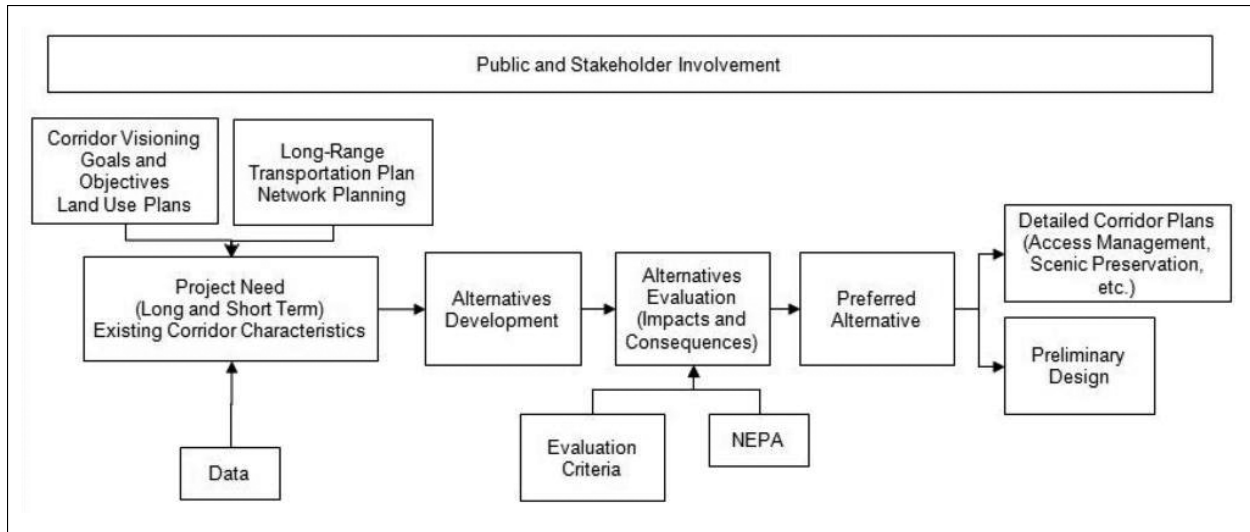 Public and Stakeholder Involvement
Corridor Visioning
Goals and
Objectives
Land Use Plans
Long-Range
Transportation Plan
Network Planning
Project Need
(Long and Short Term)
Existing Corridor Characteristics
Data
Alternatives
Development
Alternatives
Evaluation
(Impacts and
Consequences)
Evaluation
Criteria
NEPA
Preferred
Alternative
Detailed Corridor Plans
(Access Management,
Scenic Preservation,
etc.)
Preliminary
Design